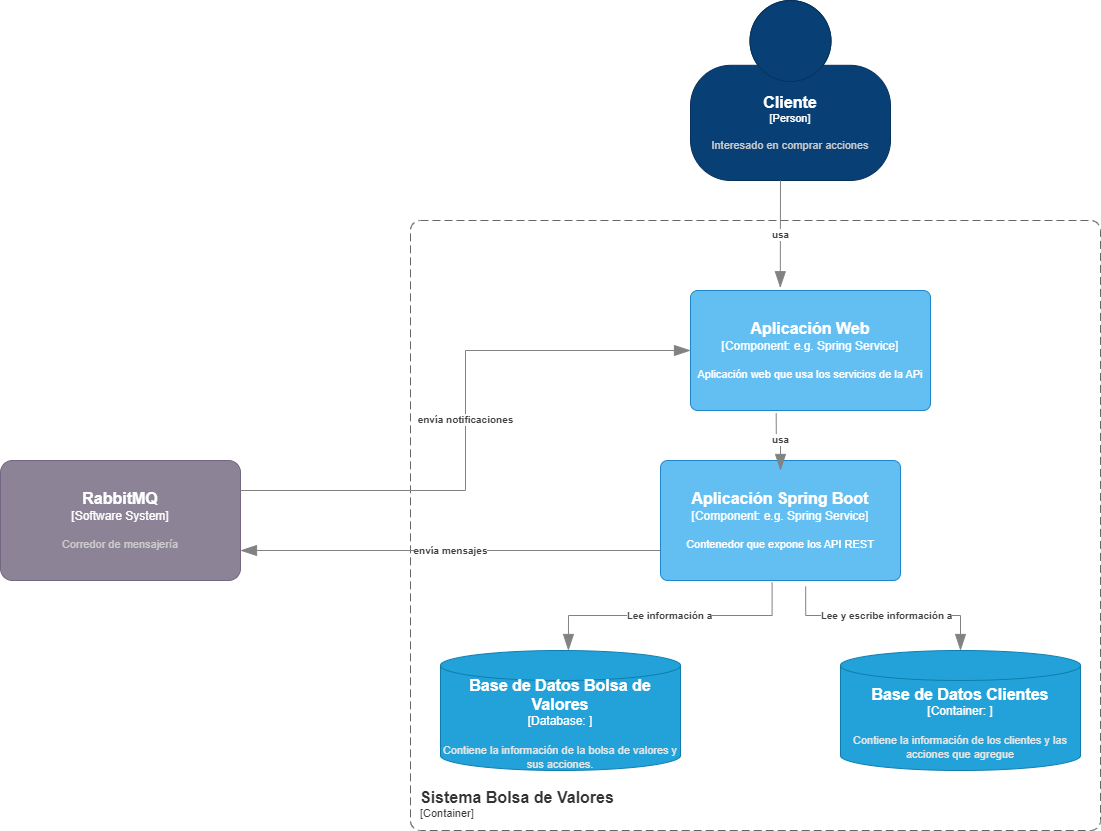 Cliente
[Person]
Interesado en comprar acciones
usa
Aplicación Web
[Component: e.g. Spring Service]
Aplicación web que usa los servicios de la APi
envía notificaciones
usa
RabbitMQ
[Software System]
Corredor de mensajería
Aplicación Spring Boot
[Component: e.g. Spring Service]
Contenedor que expone los API REST
envía mensajes
Lee información a
Lee y escribe información a
Base de Datos Bolsa de
Valores
[Database: ]
Contiene la información de la bolsa de valores y
sus acciones.
Base de Datos Clientes
[Container: ]
Contiene la información de los clientes y las
acciones que agregue
Sistema Bolsa de Valores
[Container]